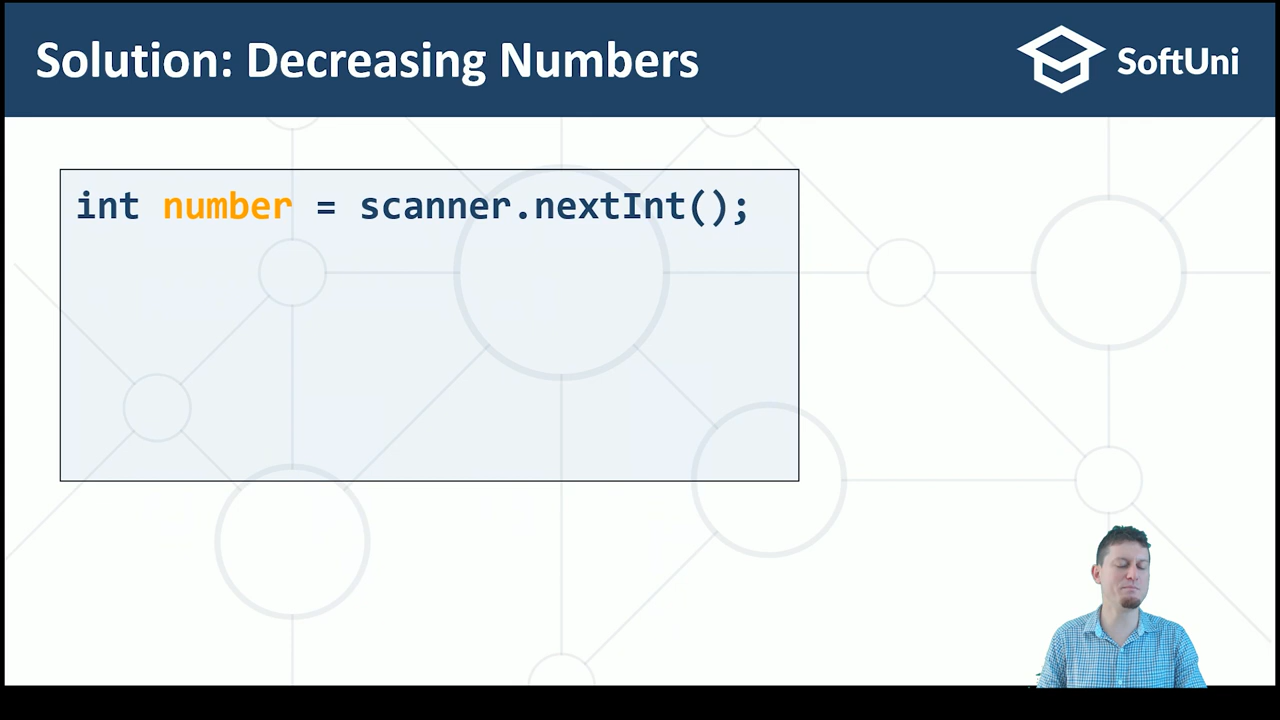 Solution: Decreasing Numbers
SoftUni
int number = scanner.nextInt();